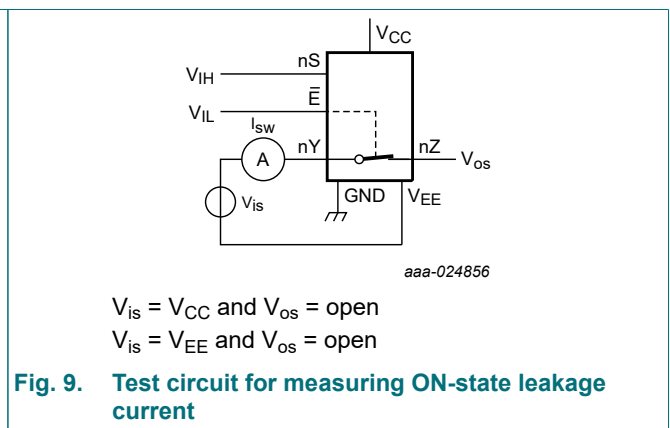 VCC
nS
VIH
E̅
VIL
Isw
nY
nZ
A
Vos
Vis
GND
VEE
aaa-024856
Vis = VCC and Vos = open
Vis = VEE and Vos = open
Fig. 9. Test circuit for measuring ON-state leakage
current